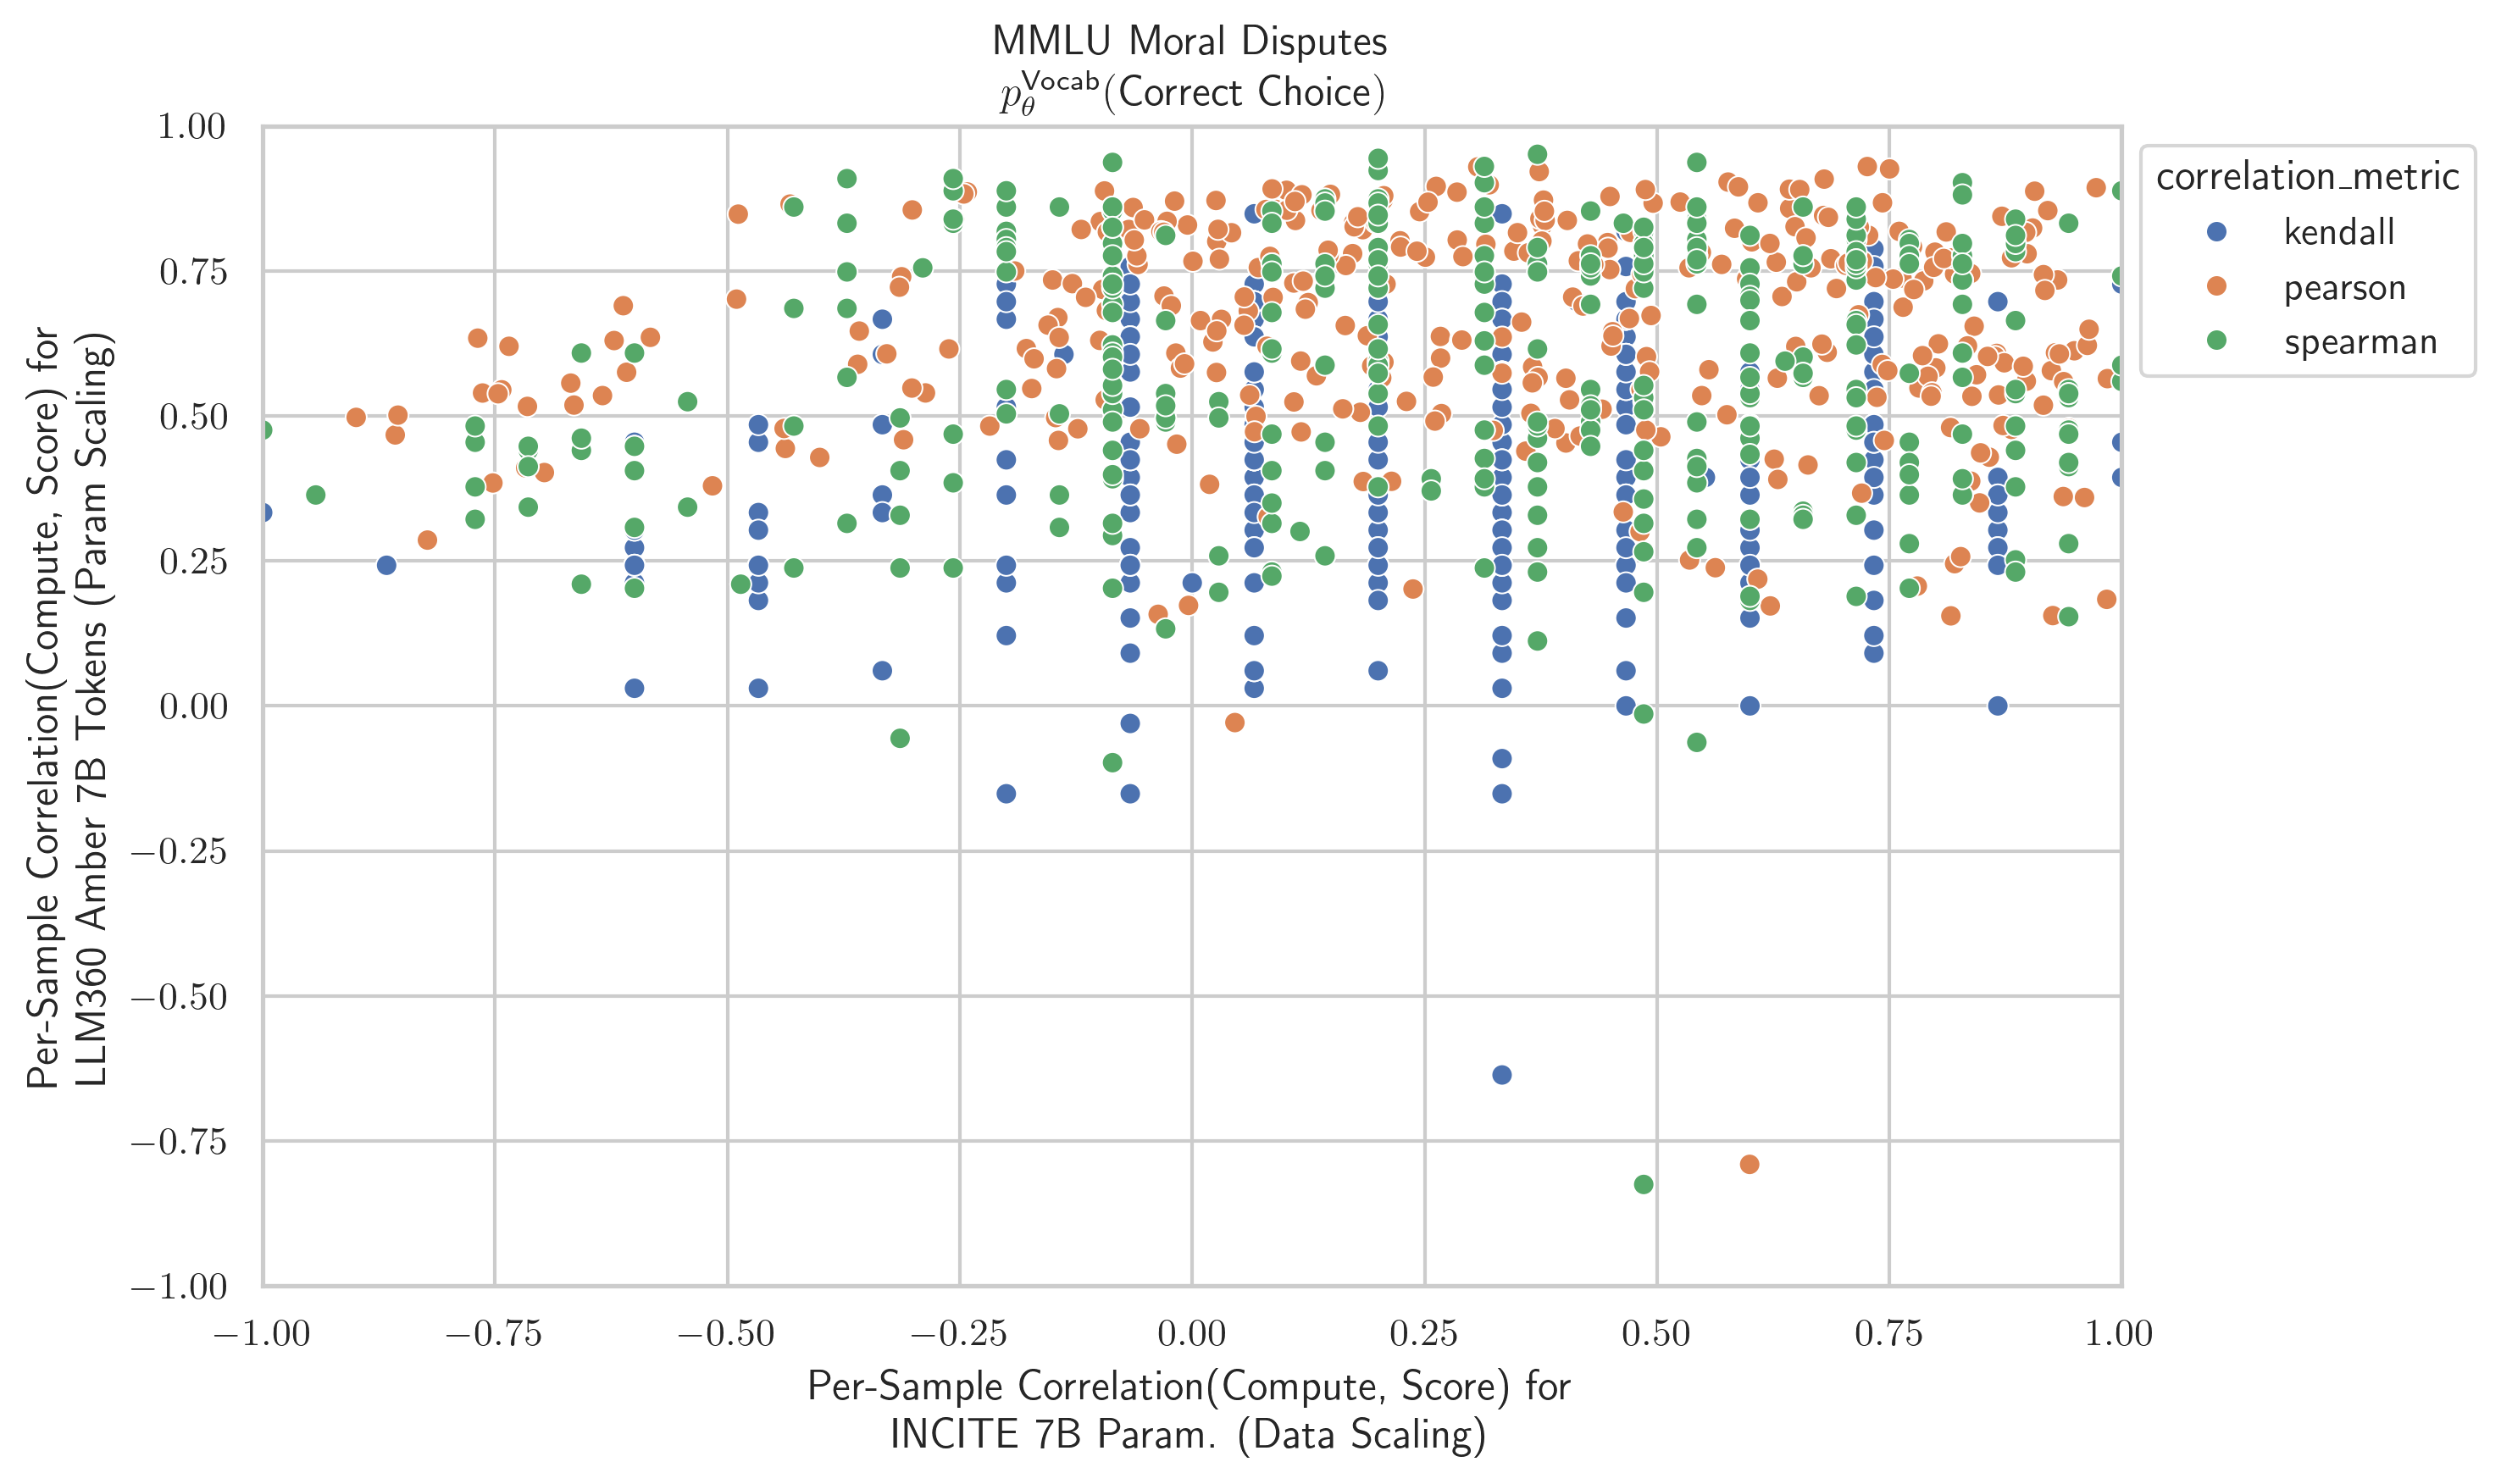 MMLU Moral Disputes
p_θ^Vocab(Correct Choice)
Per-Sample Correlation(Compute, Score) for
LLM360 Amber 7B Tokens (Param Scaling)
1.00
0.75
0.50
0.25
0.00
−0.25
−0.50
−0.75
−1.00
−1.00 −0.75 −0.50 −0.25 0.00 0.25 0.50 0.75 1.00
Per-Sample Correlation(Compute, Score) for
INCITE 7B Param. (Data Scaling)
correlation_metric
kendall
pearson
spearman